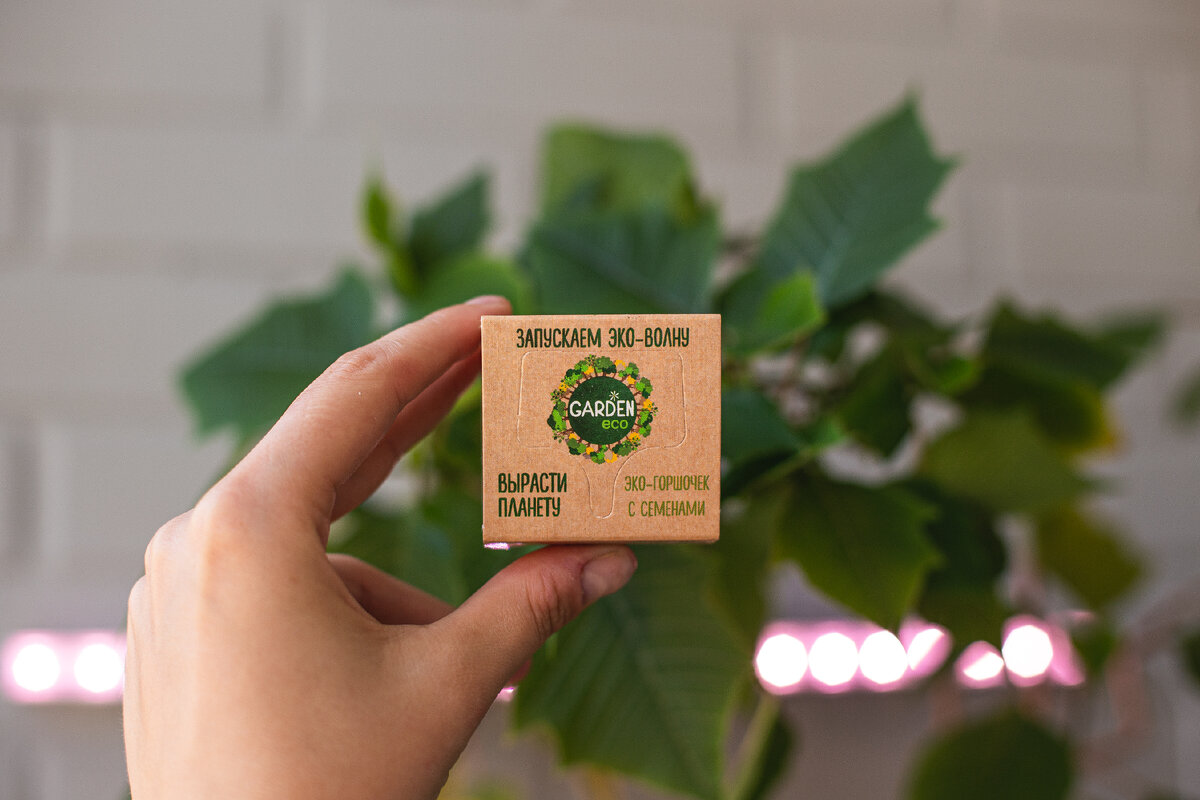 ЗАПУСКАЕМ ЭКО-ВОЛНУ
GARDEN
eco
ВЫРАСТИ
ПЛАНЕТУ
ЭКО-ГОРШОЧЕК
С СЕМЕНАМИ